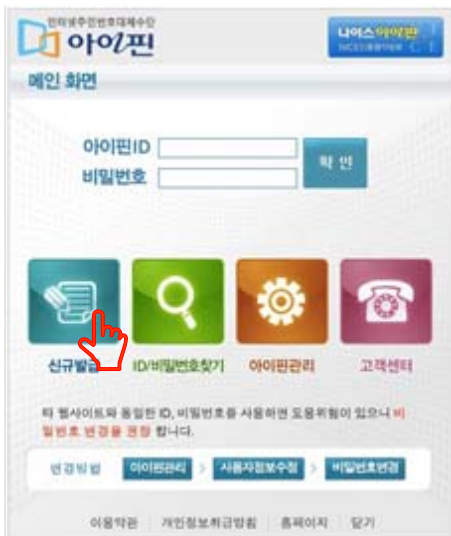 인터넷주민번호대체수단
아이핀
나이스아이핀
메인 화면
아이핀ID
비밀번호
확 인
신규발급
ID/비밀번호찾기
아이핀관리
고객센터
타 웹사이트와 동일한 ID, 비밀번호를 사용하면 도용위험이 있으니 비
밀번호 변경을 권장 합니다.
변경방법
아이핀관리 > 사용자정보수정 > 비밀번호변경
이용약관 개인정보취급방침 홈페이지 닫기